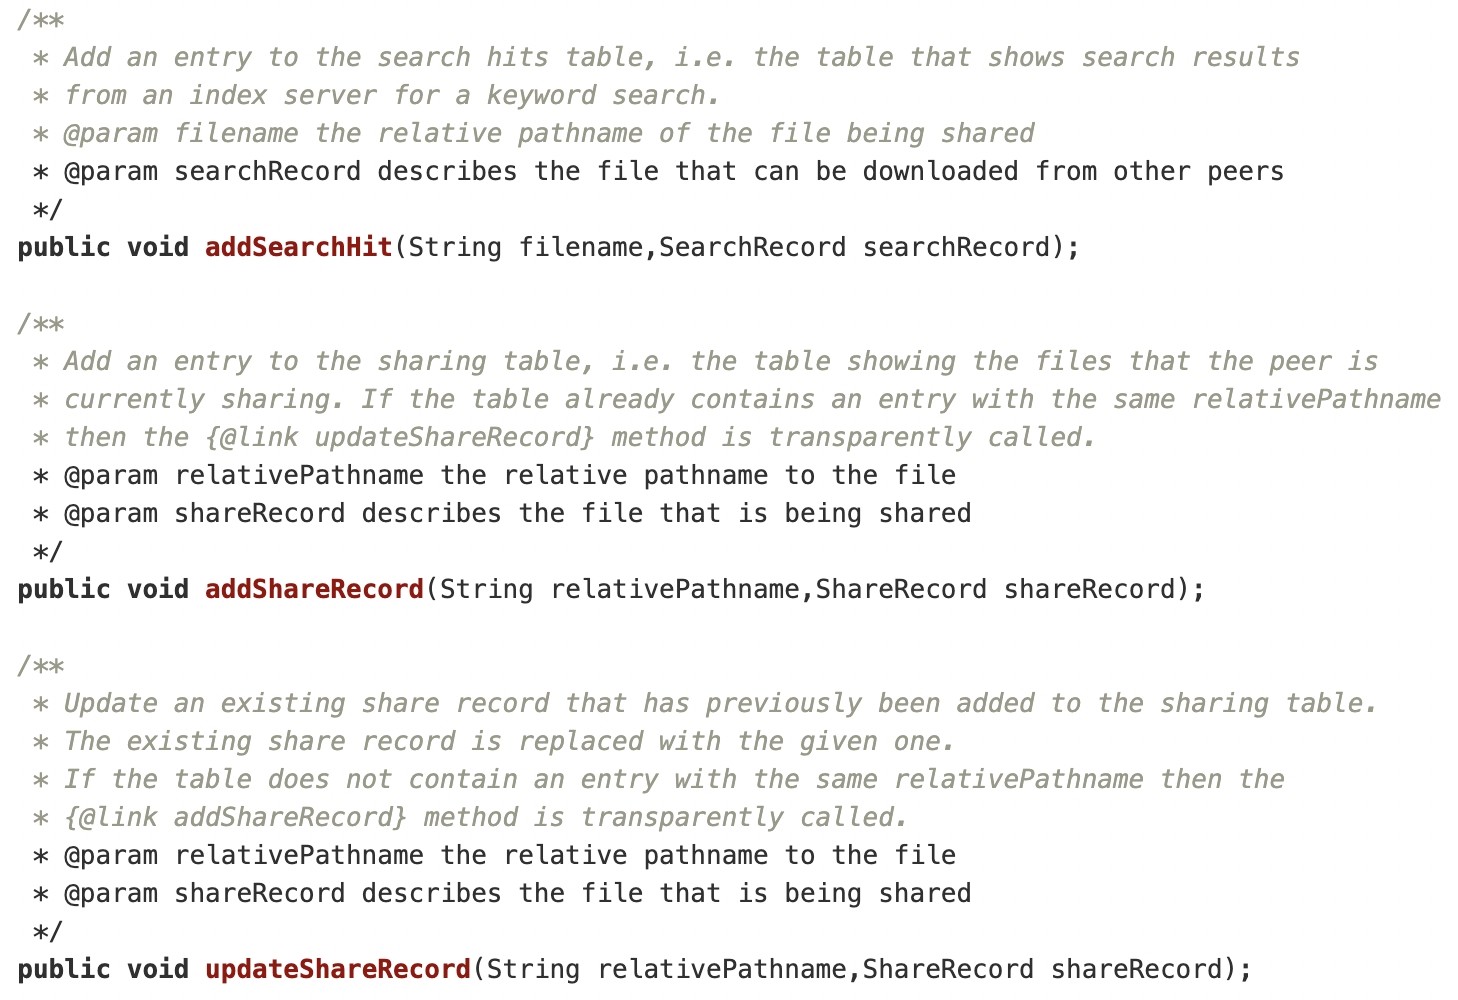 /**
 * Add an entry to the search hits table, i.e. the table that shows search results
 * from an index server for a keyword search.
 * @param filename the relative pathname of the file being shared
 * @param searchRecord describes the file that can be downloaded from other peers
 */
public void addSearchHit(String filename,SearchRecord searchRecord);

/**
 * Add an entry to the sharing table, i.e. the table showing the files that the peer is
 * currently sharing. If the table already contains an entry with the same relativePathname
 * then the {@link updateShareRecord} method is transparently called.
 * @param relativePathname the relative pathname to the file
 * @param shareRecord describes the file that is being shared
 */
public void addShareRecord(String relativePathname,ShareRecord shareRecord);

/**
 * Update an existing share record that has previously been added to the sharing table.
 * The existing share record is replaced with the given one.
 * If the table does not contain an entry with the same relativePathname then the
 * {@link addShareRecord} method is transparently called.
 * @param relativePathname the relative pathname to the file
 * @param shareRecord describes the file that is being shared
 */
public void updateShareRecord(String relativePathname,ShareRecord shareRecord);